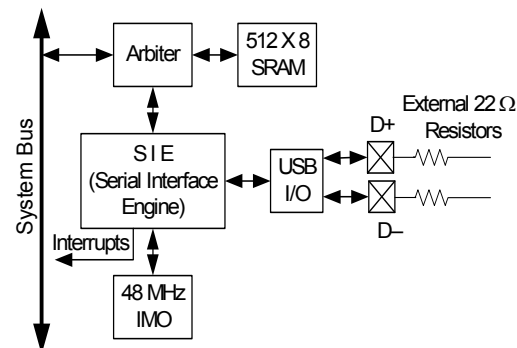 System Bus
Arbiter
512 X 8
SRAM
External 22 Ω
Resistors
D+
S I E
(Serial Interface
Engine)
USB
I/O
D–
Interrupts
48 MHz
IMO